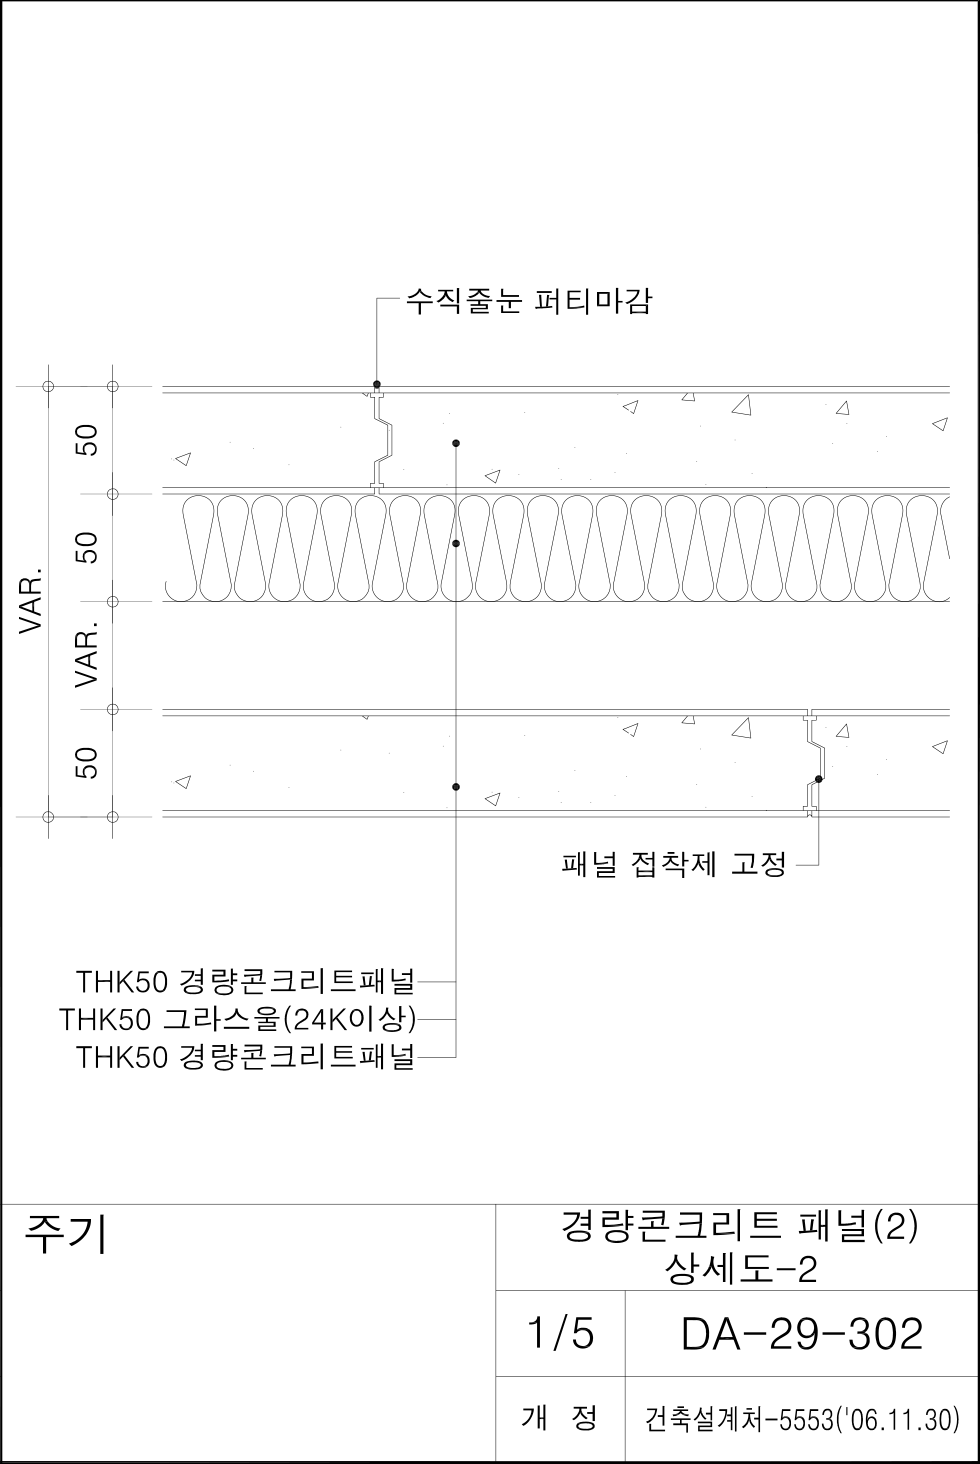 수직줄눈 퍼티마감
50
50
VAR.
VAR.
50
패널 접착제 고정
THK50 경량콘크리트패널
THK50 그라스울(24K이상)
THK50 경량콘크리트패널
주기
경량콘크리트 패널(2)
상세도-2
1/5
DA-29-302
개 정
건축설계처-5553('06.11.30)